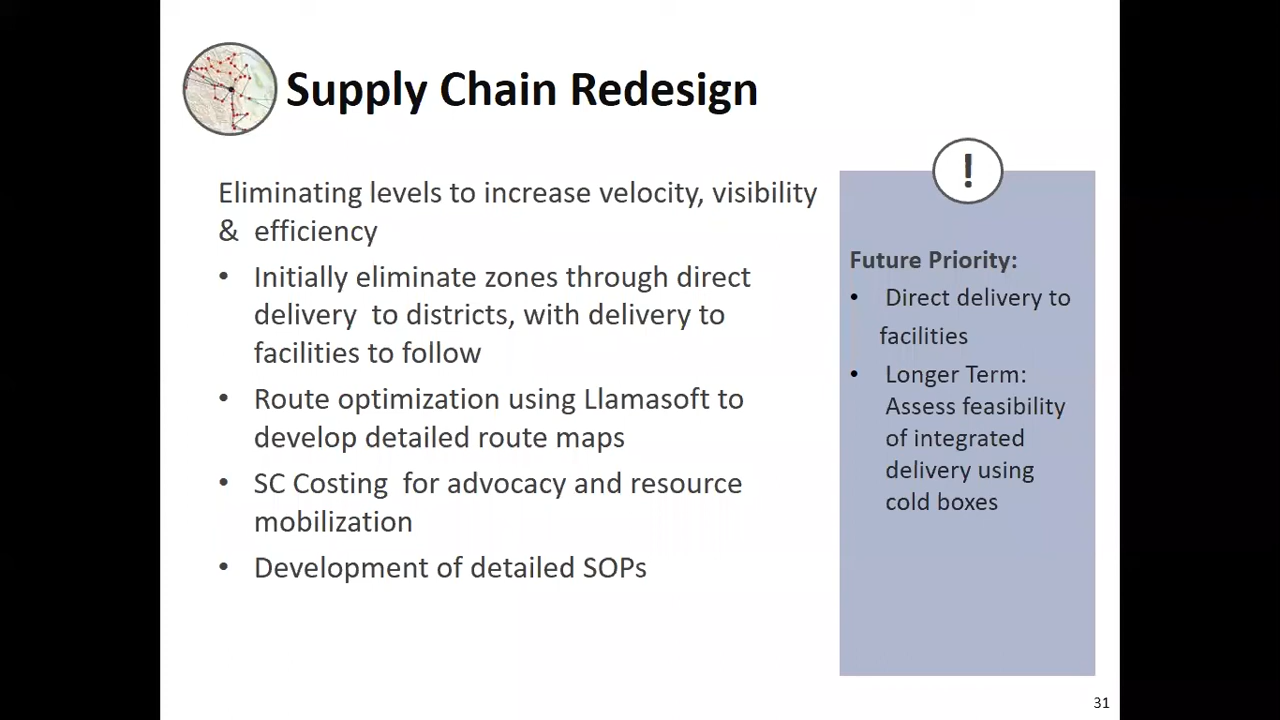 Supply Chain Redesign
Eliminating levels to increase velocity, visibility
& efficiency
• Initially eliminate zones through direct
delivery to districts, with delivery to
facilities to follow
• Route optimization using Llamasoft to
develop detailed route maps
• SC Costing for advocacy and resource
mobilization
• Development of detailed SOPs
!
Future Priority:
• Direct delivery to
facilities
• Longer Term:
Assess feasibility
of integrated
delivery using
cold boxes
31